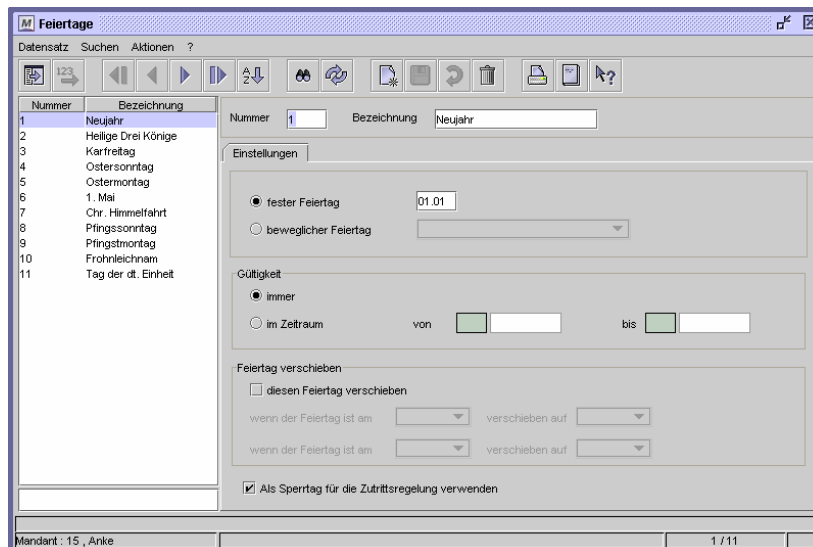 M Feiertage
Datensatz Suchen Aktionen ?
123
A
Z
?
Nummer Bezeichnung
1 Neujahr
2 Heilige Drei Könige
3 Karfreitag
4 Ostersonntag
5 Ostermontag
6 1. Mai
7 Chr. Himmelfahrt
8 Pfingssonntag
9 Pfingstmontag
10 Frohnleichnam
11 Tag der dt. Einheit
Nummer 1 Bezeichnung Neujahr
Einstellungen
fester Feiertag 01.01
beweglicher Feiertag
Gültigkeit
immer
im Zeitraum von bis
Feiertag verschieben
diesen Feiertag verschieben
wenn der Feiertag ist am verschieben auf
wenn der Feiertag ist am verschieben auf
Als Sperrtag für die Zutrittsregelung verwenden
Mandant : 15 , Anke 1 / 11